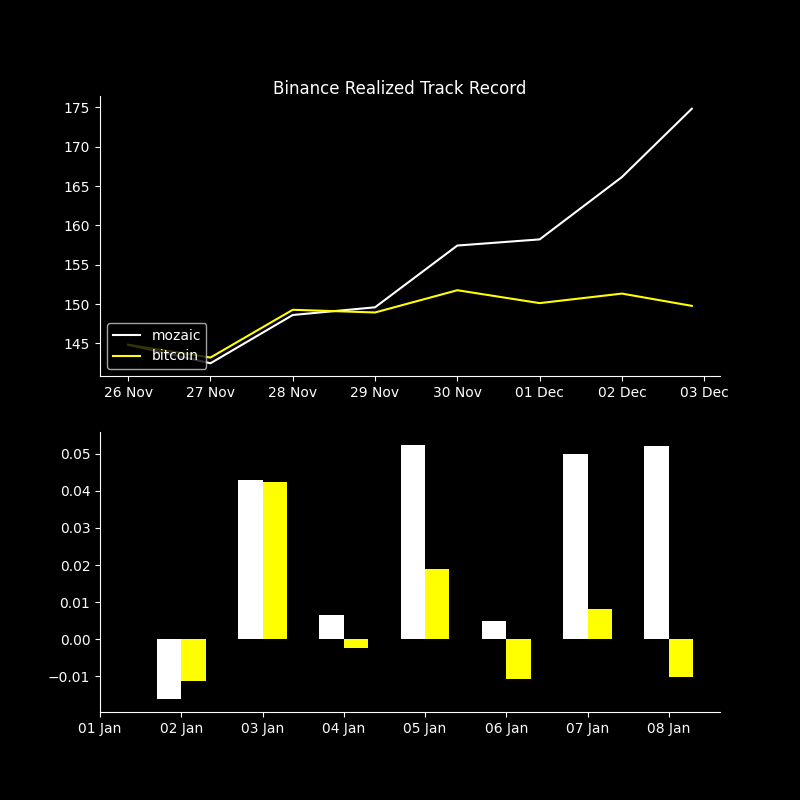 Binance Realized Track Record
175
170
165
160
155
150
145
mozaic
bitcoin
26 Nov 27 Nov 28 Nov 29 Nov 30 Nov 01 Dec 02 Dec 03 Dec
0.05
0.04
0.03
0.02
0.01
0.00
−0.01
01 Jan 02 Jan 03 Jan 04 Jan 05 Jan 06 Jan 07 Jan 08 Jan